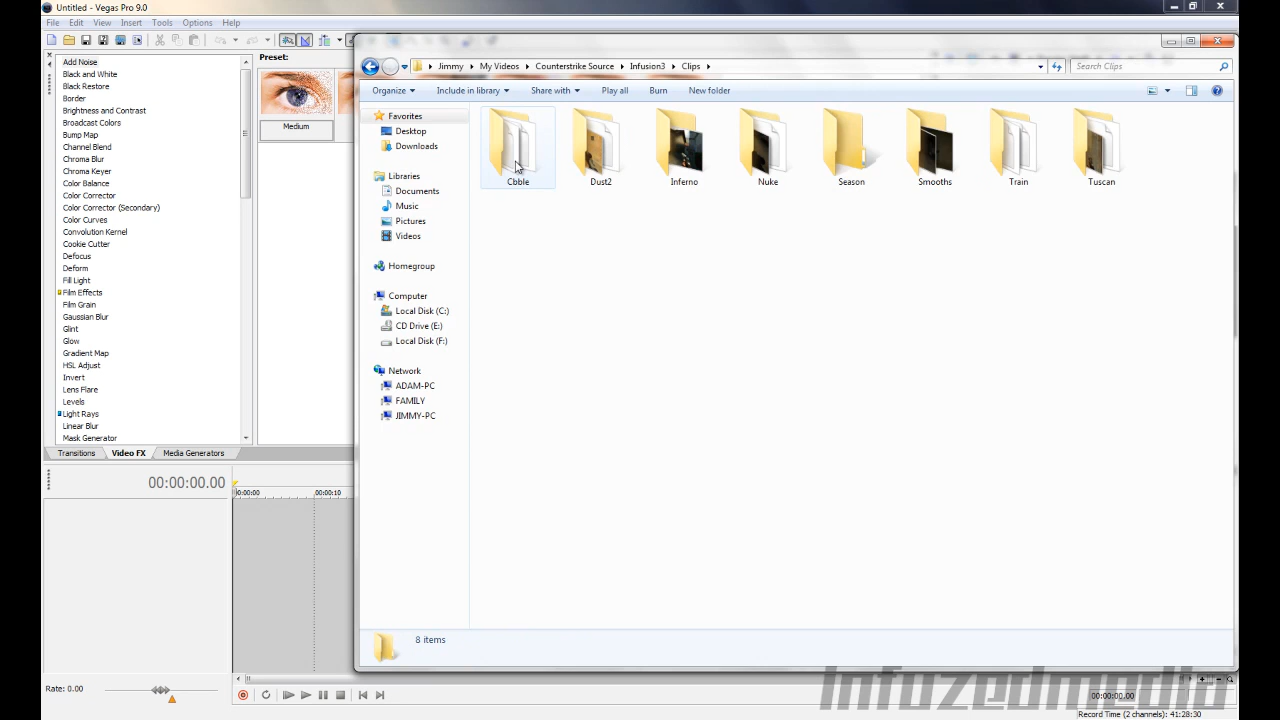 Untitled - Vegas Pro 9.0
File Edit View Insert Tools Options Help
Preset:
Add Noise
Black and White
Black Restore
Border
Brightness and Contrast
Broadcast Colors
Bump Map
Channel Blend
Chroma Blur
Chroma Keyer
Color Balance
Color Corrector
Color Corrector (Secondary)
Color Curves
Convolution Kernel
Cookie Cutter
Defocus
Deform
Fill Light
Film Effects
Film Grain
Gaussian Blur
Glint
Glow
Gradient Map
HSL Adjust
Invert
Lens Flare
Levels
Light Rays
Linear Blur
Mask Generator
Medium
Transitions Video FX Media Generators
00:00:00.00
0:00:00 00:00:10
Rate: 0.00
Jimmy My Videos Counterstrike Source Infusion3 Clips
Search Clips
Organize Include in library Share with Play all Burn New folder
Favorites
Desktop
Downloads
Libraries
Documents
Music
Pictures
Videos
Homegroup
Computer
Local Disk (C:)
CD Drive (E:)
Local Disk (F:)
Network
ADAM-PC
FAMILY
JIMMY-PC
Cbble Dust2 Inferno Nuke Season Smooths Train Tuscan
8 items
infuzedmedia
00:00:00.00
Record Time (2 channels): 41:28:30